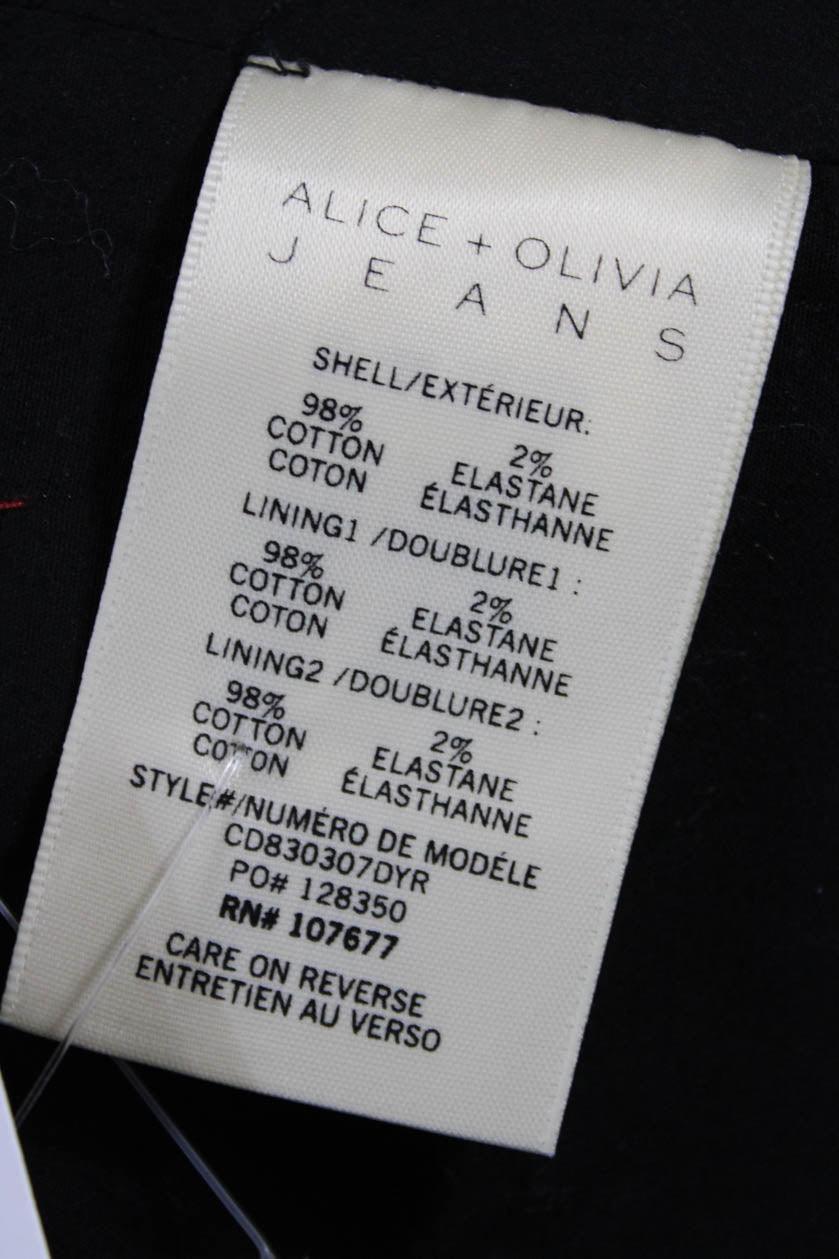 ALICE + OLIVIA
JEANS
SHELL/EXTÉRIEUR:
98% 2%
COTTON ELASTANE
COTON ÉLASTHANNE
LINING1 /DOUBLURE1 :
98% 2%
COTTON ELASTANE
COTON ÉLASTHANNE
LINING2 /DOUBLURE2 :
98% 2%
COTTON ELASTANE
COTON ÉLASTHANNE
STYLE#/NUMÉRO DE MODÉLE
CD830307DYR
PO# 128350
RN# 107677
CARE ON REVERSE
ENTRETIEN AU VERSO